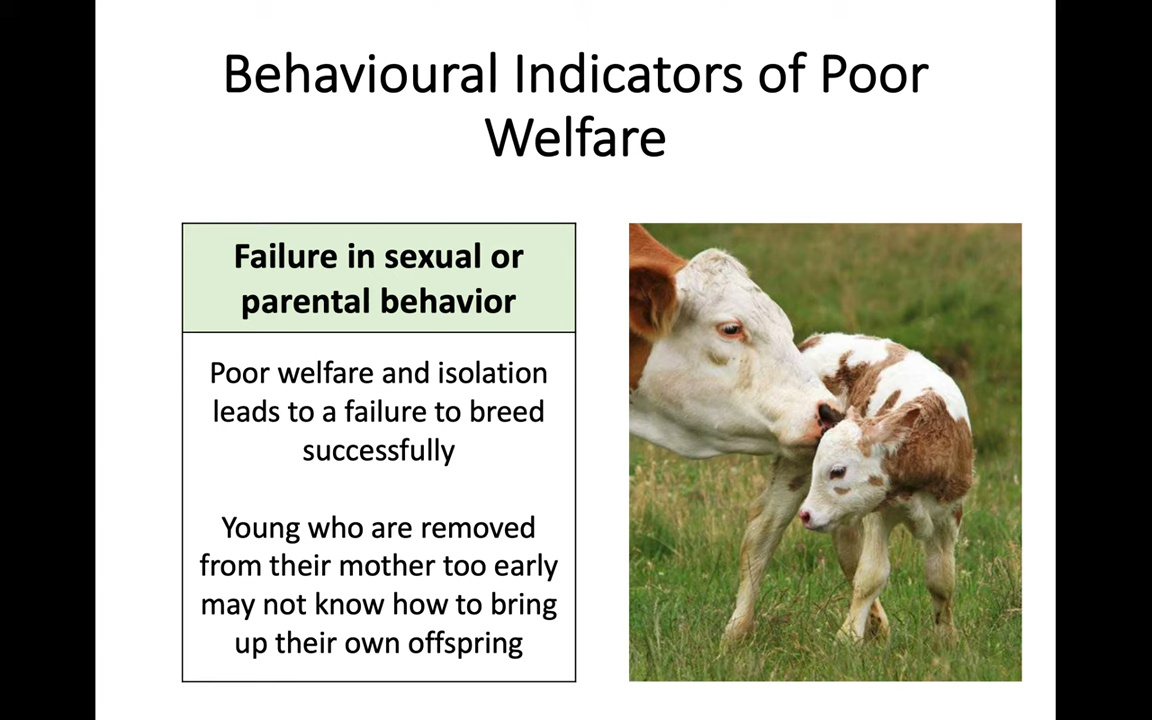 Behavioural Indicators of Poor
Welfare
Failure in sexual or
parental behavior
Poor welfare and isolation
leads to a failure to breed
successfully
Young who are removed
from their mother too early
may not know how to bring
up their own offspring